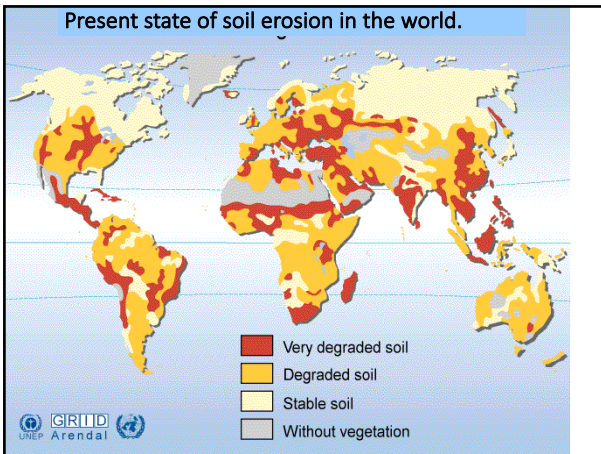 Present state of soil erosion in the world.
Very degraded soil
Degraded soil
Stable soil
Without vegetation
UNEP
GRID
Arendal